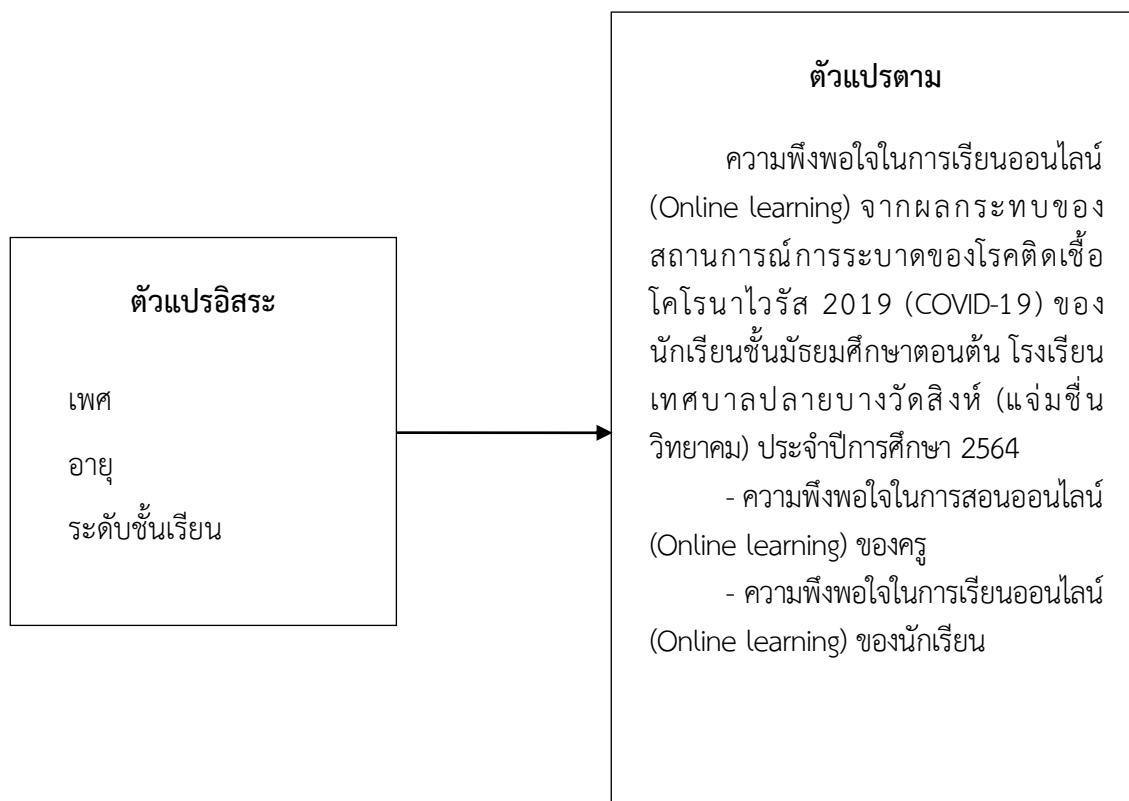 ตัวแปรอิสระ
เพศ
อายุ
ระดับชั้นเรียน
ตัวแปรตาม
ความพึงพอใจในการเรียนออนไลน์
(Online learning) จากผลกระทบของ
สถานการณ์การระบาดของโรคติดเชื้อ
โคโรนาไวรัส 2019 (COVID-19) ของ
นักเรียนชั้นมัธยมศึกษาตอนต้น โรงเรียน
เทศบาลปลายบางวัดสิงห์ (แจ่มชื่น
วิทยาคม) ประจำปีการศึกษา 2564
- ความพึงพอใจในการสอนออนไลน์
(Online learning) ของครู
- ความพึงพอใจในการเรียนออนไลน์
(Online learning) ของนักเรียน